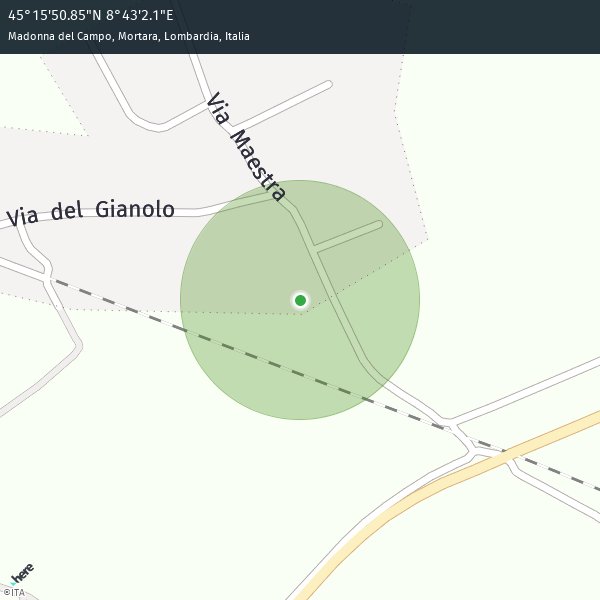 45°15'50.85"N 8°43'2.1"E
Madonna del Campo, Mortara, Lombardia, Italia
Via Maestra
Via del Gianolo
here
©ITA